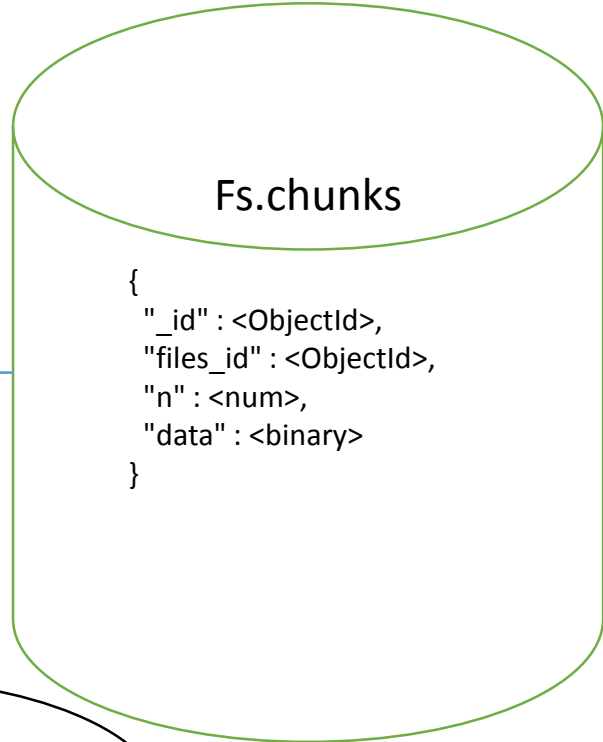 Fs.chunks
{
"_id" : <ObjectId>,
"files_id" : <ObjectId>,
"n" : <num>,
"data" : <binary>
}